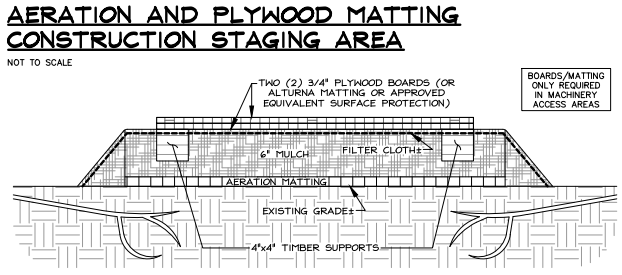 AERATION AND PLYWOOD MATTING
CONSTRUCTION STAGING AREA
NOT TO SCALE
TWO (2) 3/4" PLYWOOD BOARDS (OR
ALTURNA MATTING OR APPROVED
EQUIVALENT SURFACE PROTECTION)
BOARDS/MATTING
ONLY REQUIRED
IN MACHINERY
ACCESS AREAS
6" MULCH
FILTER CLOTH±
AERATION MATTING
EXISTING GRADE±
4"x4" TIMBER SUPPORTS